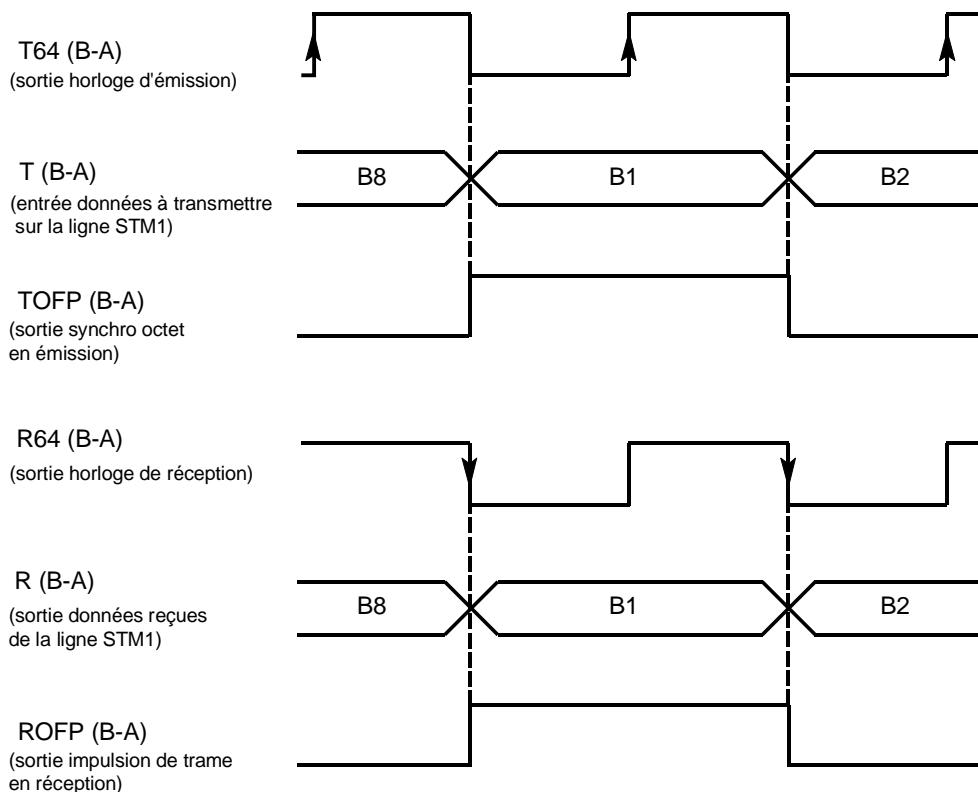 T64 (B-A)
(sortie horloge d'émission)
T (B-A)
B8 B1 B2
(entrée données à transmettre
sur la ligne STM1)
TOFP (B-A)
(sortie synchro octet
en émission)
R64 (B-A)
(sortie horloge de réception)
R (B-A)
B8 B1 B2
(sortie données reçues
de la ligne STM1)
ROFP (B-A)
(sortie impulsion de trame
en réception)